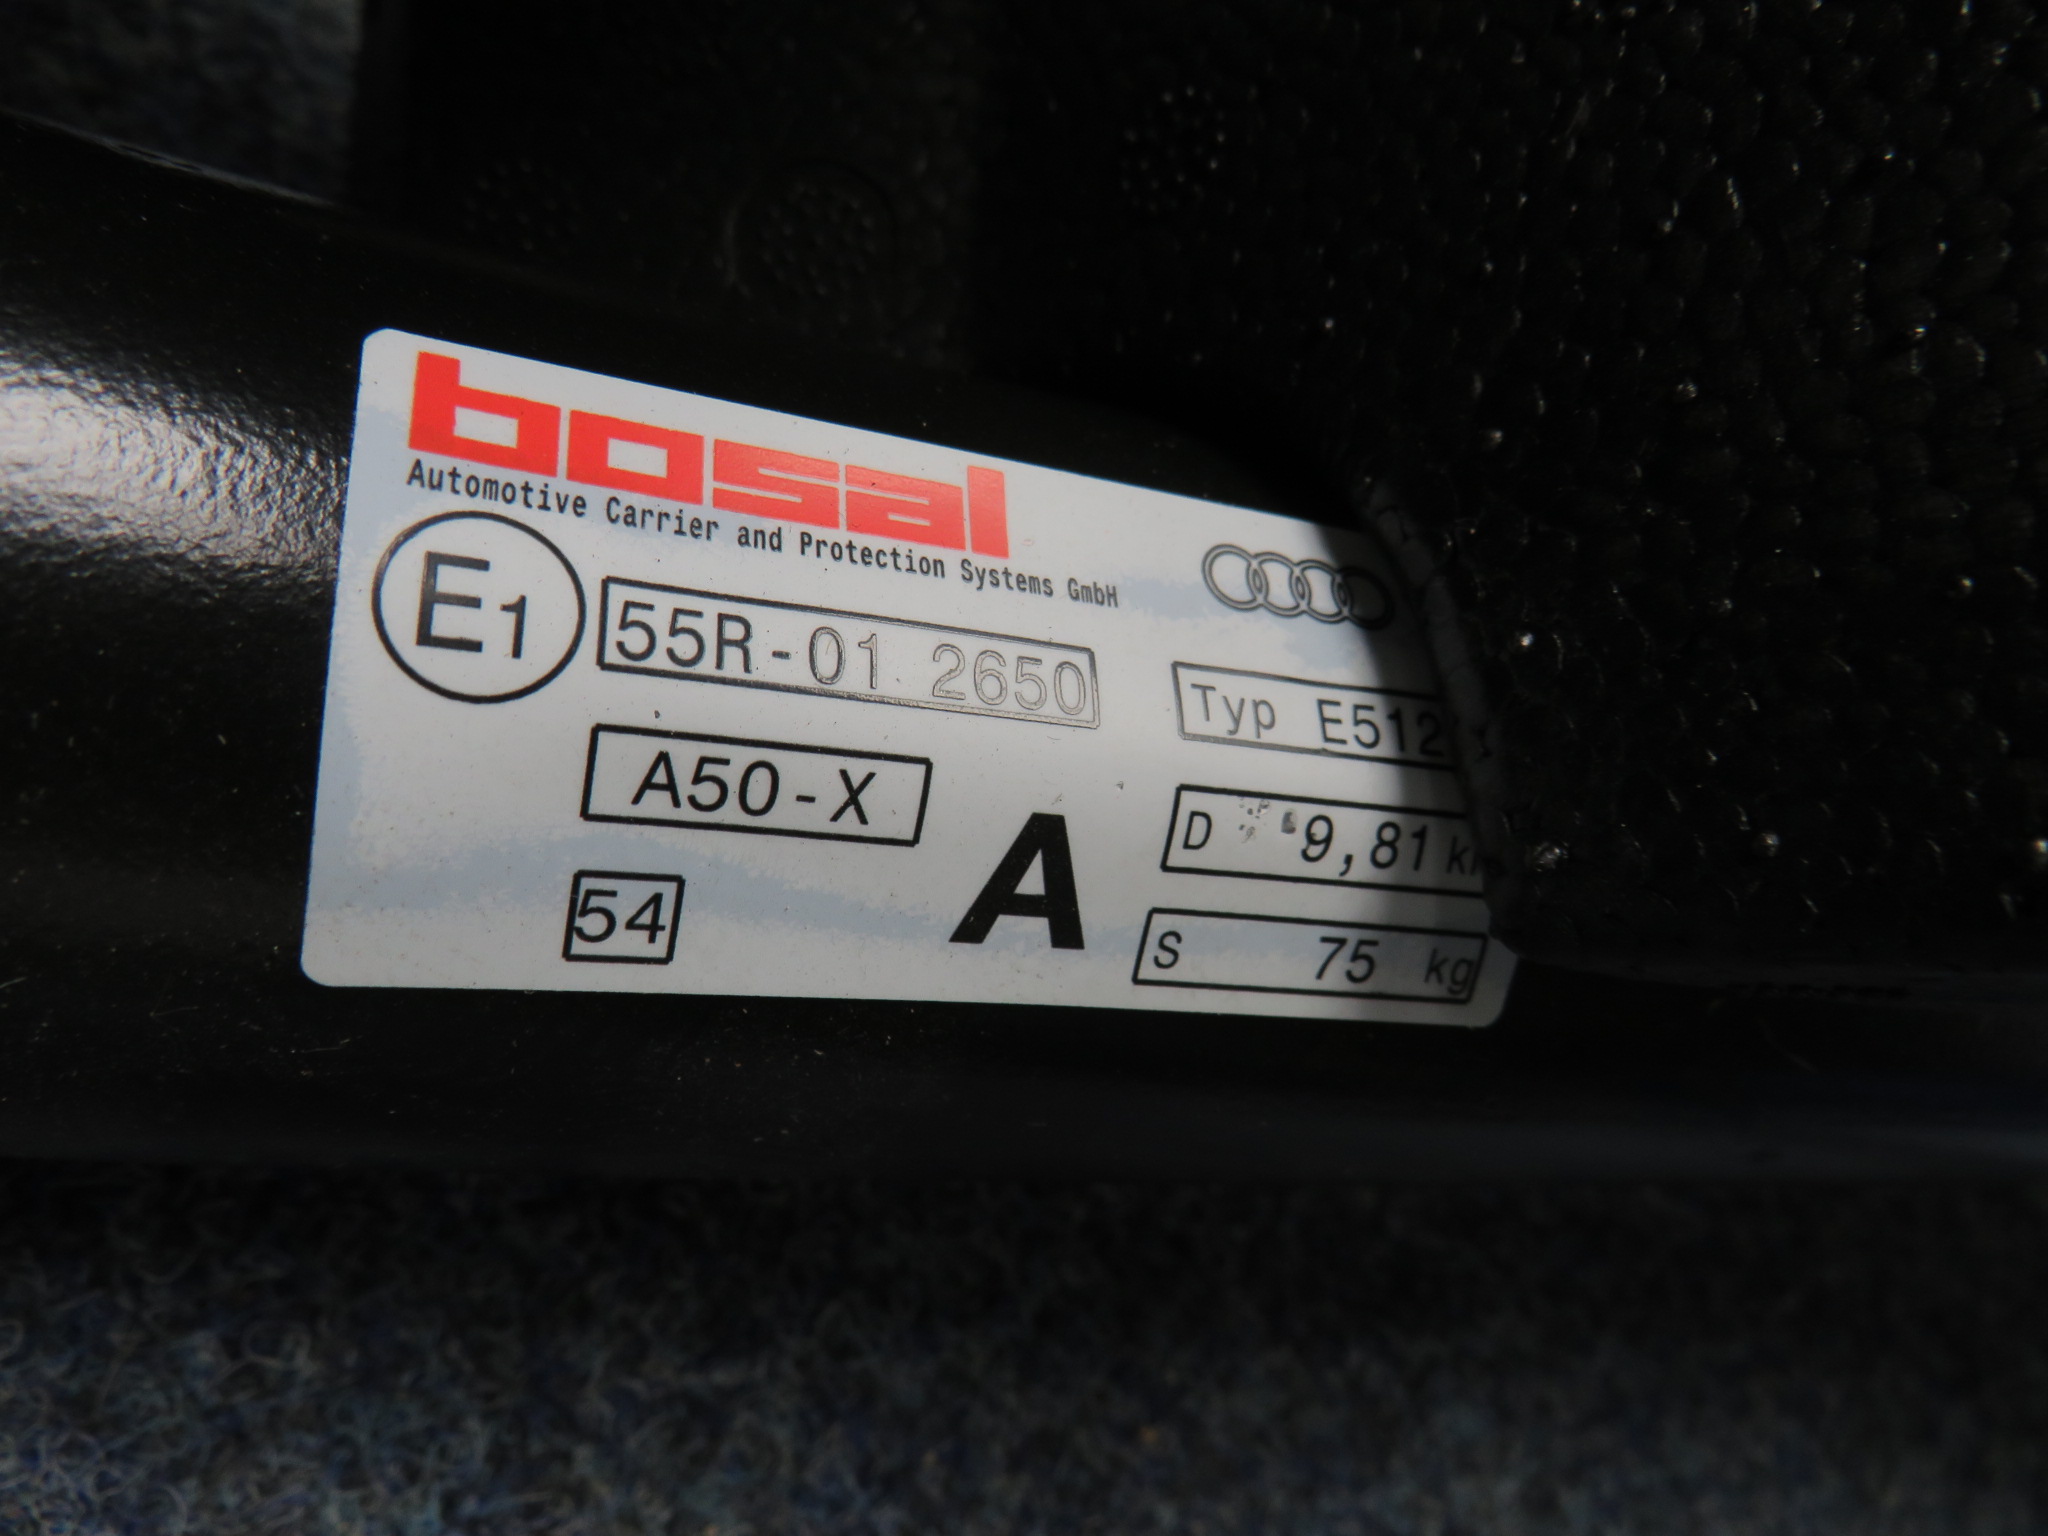 bosal
Automotive Carrier and Protection Systems GmbH
E1
55R-01 2650
Typ E512
A50-X
D 9,81
54
A
S 75 kg